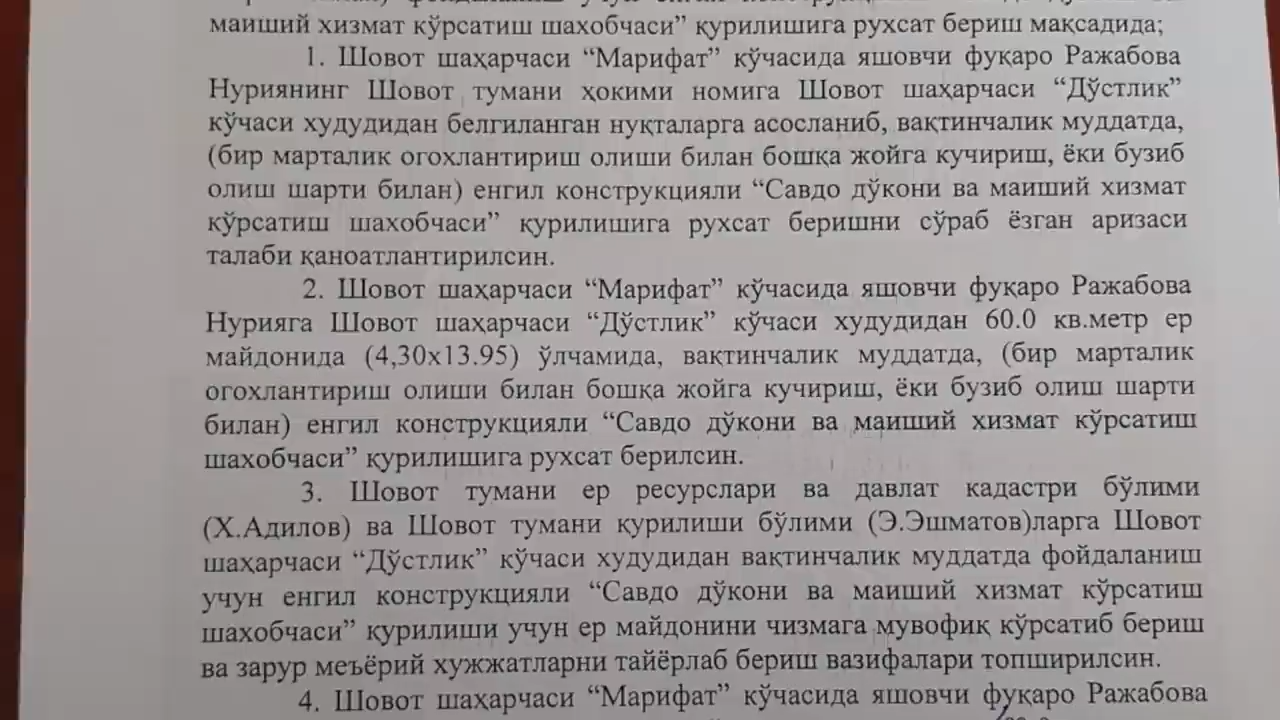 маиший хизмат кўрсатиш шахобчаси” қурилишига рухсат бериш мақсадида;
1. Шовот шаҳарчаси “Марифат” кўчасида яшовчи фуқаро Ражабова
Нуриянинг Шовот тумани ҳокими номига Шовот шаҳарчаси “Дўстлик”
кўчаси худудидан белгиланган нуқталарга асосланиб, вақтинчалик муддатда,
(бир марталик огохлантириш олиши билан бошқа жойга кучириш, ёки бузиб
олиш шарти билан) енгил конструкцияли “Савдо дўкони ва маиший хизмат
кўрсатиш шахобчаси” қурилишига рухсат беришни сўраб ёзган аризаси
талаби қаноатлантирилсин.
2. Шовот шаҳарчаси “Марифат” кўчасида яшовчи фуқаро Ражабова
Нурияга Шовот шаҳарчаси “Дўстлик” кўчаси худудидан 60.0 кв.метр ер
майдонида (4,30х13.95) ўлчамида, вақтинчалик муддатда, (бир марталик
огохлантириш олиши билан бошқа жойга кучириш, ёки бузиб олиш шарти
билан) енгил конструкцияли “Савдо дўкони ва маиший хизмат кўрсатиш
шахобчаси” қурилишига рухсат берилсин.
3. Шовот тумани ер ресурслари ва давлат кадастри бўлими
(Х.Адилов) ва Шовот тумани қурилиши бўлими (Э.Эшматов)ларга Шовот
шаҳарчаси “Дўстлик” кўчаси худудидан вақтинчалик муддатда фойдаланиш
учун енгил конструкцияли “Савдо дўкони ва маиший хизмат кўрсатиш
шахобчаси” қурилиши учун ер майдонини чизмага мувофиқ кўрсатиб бериш
ва зарур меъёрий хужжатларни тайёрлаб бериш вазифалари топширилсин.
4. Шовот шаҳарчаси “Марифат” кўчасида яшовчи фуқаро Ражабова